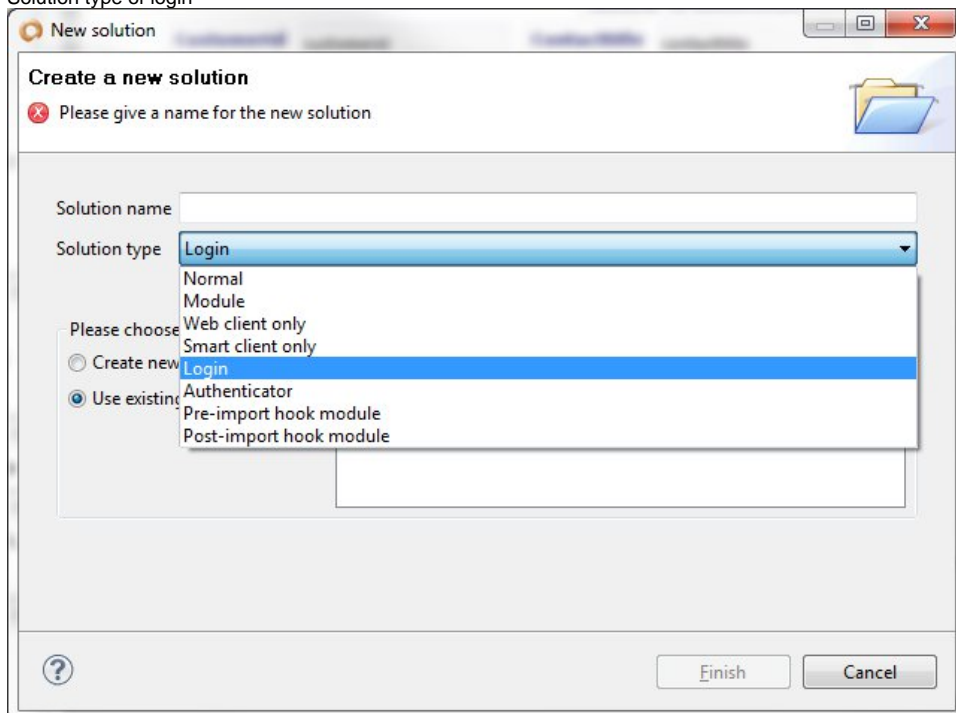 Solution type of login
New solution
Create a new solution
Please give a name for the new solution
Solution name
Solution type Login
Normal
Module
Web client only
Smart client only
Login
Authenticator
Pre-import hook module
Post-import hook module
Please choose
Create new
Use existing
? Finish Cancel